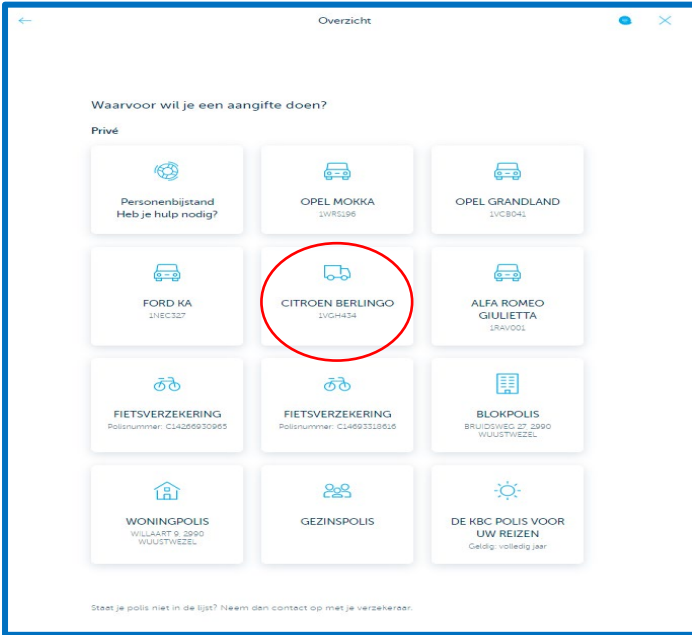 Overzicht
Waarvoor wil je een aangifte doen?
Privé
Personenbijstand
Heb je hulp nodig?
OPEL MOKKA
1WRS196
OPEL GRANDLAND
1VCB041
FORD KA
1NEC327
CITROEN BERLINGO
1VGH434
ALFA ROMEO
GIULIETTA
1RAV001
FIETSVERZEKERING
Polisnummer: C14266930965
FIETSVERZEKERING
Polisnummer: C14693318616
BLOKPOLIS
BRUIDSWEG 27, 2990
WUUSTWEZEL
WONINGPOLIS
WILLAART 9, 2990
WUUSTWEZEL
GEZINSPOLIS
DE KBC POLIS VOOR
UW REIZEN
Geldig: volledig jaar
Staat je polis niet in de lijst? Neem dan contact op met je verzekeraar.